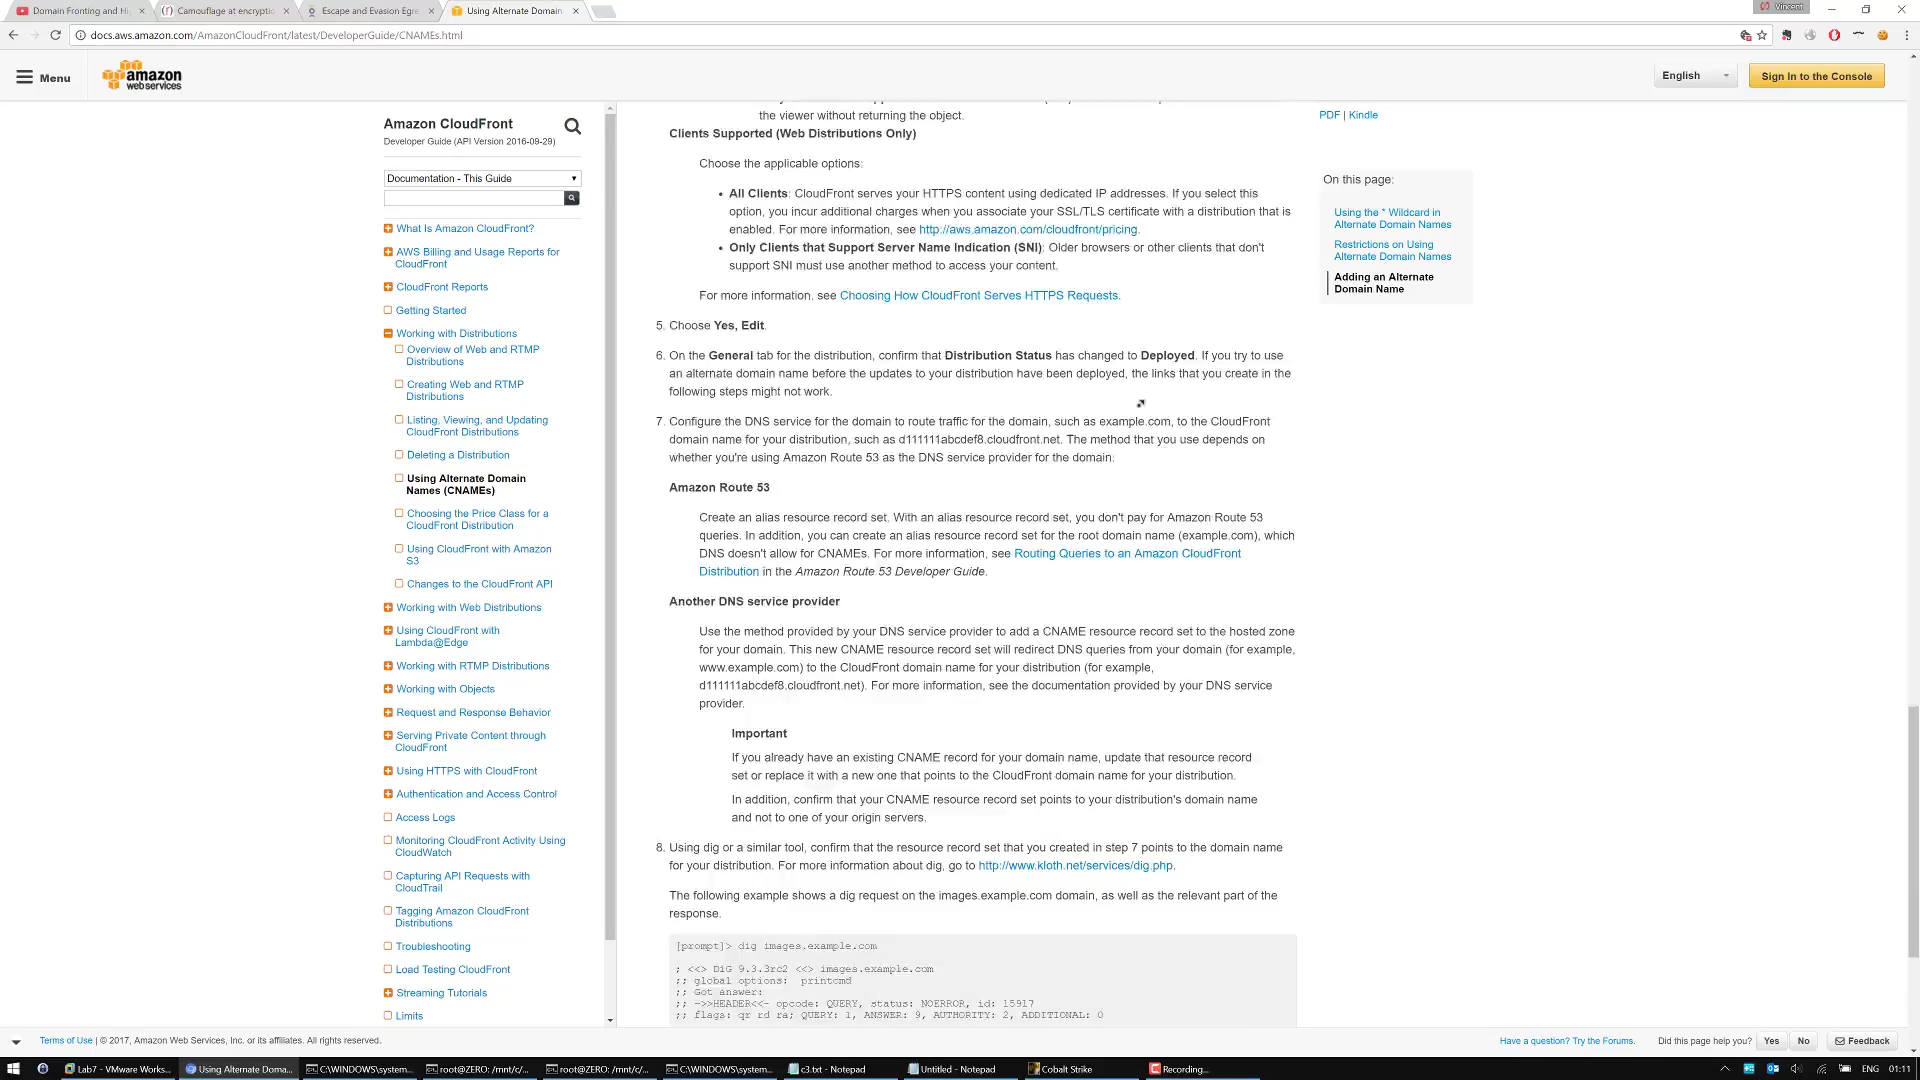 Domain Fronting and Hi
Camouflage at encrypti
Escape and Evasion Egre
Using Alternate Domain
Vincent
docs.aws.amazon.com/AmazonCloudFront/latest/DeveloperGuide/CNAMEs.html
Menu
amazon
webservices
English
Sign In to the Console
Amazon CloudFront
Developer Guide (API Version 2016-09-29)
Documentation - This Guide
What Is Amazon CloudFront?
AWS Billing and Usage Reports for
CloudFront
CloudFront Reports
Getting Started
Working with Distributions
Overview of Web and RTMP
Distributions
Creating Web and RTMP
Distributions
Listing, Viewing, and Updating
CloudFront Distributions
Deleting a Distribution
Using Alternate Domain
Names (CNAMEs)
Choosing the Price Class for a
CloudFront Distribution
Using CloudFront with Amazon
S3
Changes to the CloudFront API
Working with Web Distributions
Using CloudFront with
Lambda@Edge
Working with RTMP Distributions
Working with Objects
Request and Response Behavior
Serving Private Content through
CloudFront
Using HTTPS with CloudFront
Authentication and Access Control
Access Logs
Monitoring CloudFront Activity Using
CloudWatch
Capturing API Requests with
CloudTrail
Tagging Amazon CloudFront
Distributions
Troubleshooting
Load Testing CloudFront
Streaming Tutorials
Limits
the viewer without returning the object.
Clients Supported (Web Distributions Only)
Choose the applicable options:
• All Clients: CloudFront serves your HTTPS content using dedicated IP addresses. If you select this
option, you incur additional charges when you associate your SSL/TLS certificate with a distribution that is
enabled. For more information, see http://aws.amazon.com/cloudfront/pricing.
• Only Clients that Support Server Name Indication (SNI): Older browsers or other clients that don't
support SNI must use another method to access your content.
For more information, see Choosing How CloudFront Serves HTTPS Requests.
5. Choose Yes, Edit.
6. On the General tab for the distribution, confirm that Distribution Status has changed to Deployed. If you try to use
an alternate domain name before the updates to your distribution have been deployed, the links that you create in the
following steps might not work.
7. Configure the DNS service for the domain to route traffic for the domain, such as example.com, to the CloudFront
domain name for your distribution, such as d111111abcdef8.cloudfront.net. The method that you use depends on
whether you're using Amazon Route 53 as the DNS service provider for the domain:
Amazon Route 53
Create an alias resource record set. With an alias resource record set, you don't pay for Amazon Route 53
queries. In addition, you can create an alias resource record set for the root domain name (example.com), which
DNS doesn't allow for CNAMEs. For more information, see Routing Queries to an Amazon CloudFront
Distribution in the Amazon Route 53 Developer Guide.
Another DNS service provider
Use the method provided by your DNS service provider to add a CNAME resource record set to the hosted zone
for your domain. This new CNAME resource record set will redirect DNS queries from your domain (for example,
www.example.com) to the CloudFront domain name for your distribution (for example,
d111111abcdef8.cloudfront.net). For more information, see the documentation provided by your DNS service
provider.
Important
If you already have an existing CNAME record for your domain name, update that resource record
set or replace it with a new one that points to the CloudFront domain name for your distribution.
In addition, confirm that your CNAME resource record set points to your distribution's domain name
and not to one of your origin servers.
8. Using dig or a similar tool, confirm that the resource record set that you created in step 7 points to the domain name
for your distribution. For more information about dig, go to http://www.kloth.net/services/dig.php.
The following example shows a dig request on the images.example.com domain, as well as the relevant part of the
response.
[prompt]> dig images.example.com
; <<> DiG 9.3.3rc2 <<> images.example.com
;; global options: printcmd
;; Got answer:
;; ->>HEADER<<- opcode: QUERY, status: NOERROR, id: 15917
;; flags: qr rd ra; QUERY: 1, ANSWER: 9, AUTHORITY: 2, ADDITIONAL: 0
PDF | Kindle
On this page:
Using the * Wildcard in
Alternate Domain Names
Restrictions on Using
Alternate Domain Names
Adding an Alternate
Domain Name
Terms of Use | © 2017, Amazon Web Services, Inc. or its affiliates. All rights reserved.
Have a question? Try the Forums.
Did this page help you?
Yes
No
Feedback
Lab7 - VMware Works...
Using Alternate Doma...
C:\WINDOWS\system...
root@ZERO: /mnt/c/...
root@ZERO: /mnt/c/...
C:\WINDOWS\system...
c3.txt - Notepad
Untitled - Notepad
Cobalt Strike
Recording...
ENG
01:11